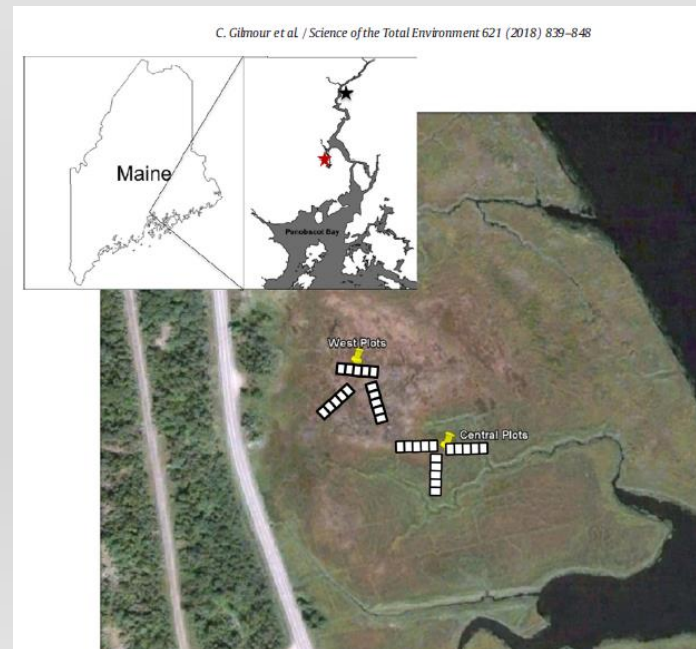 C. Gilmour et al. / Science of the Total Environment 621 (2018) 839–848
Maine
Penobscot Bay
West Plots
Central Plots